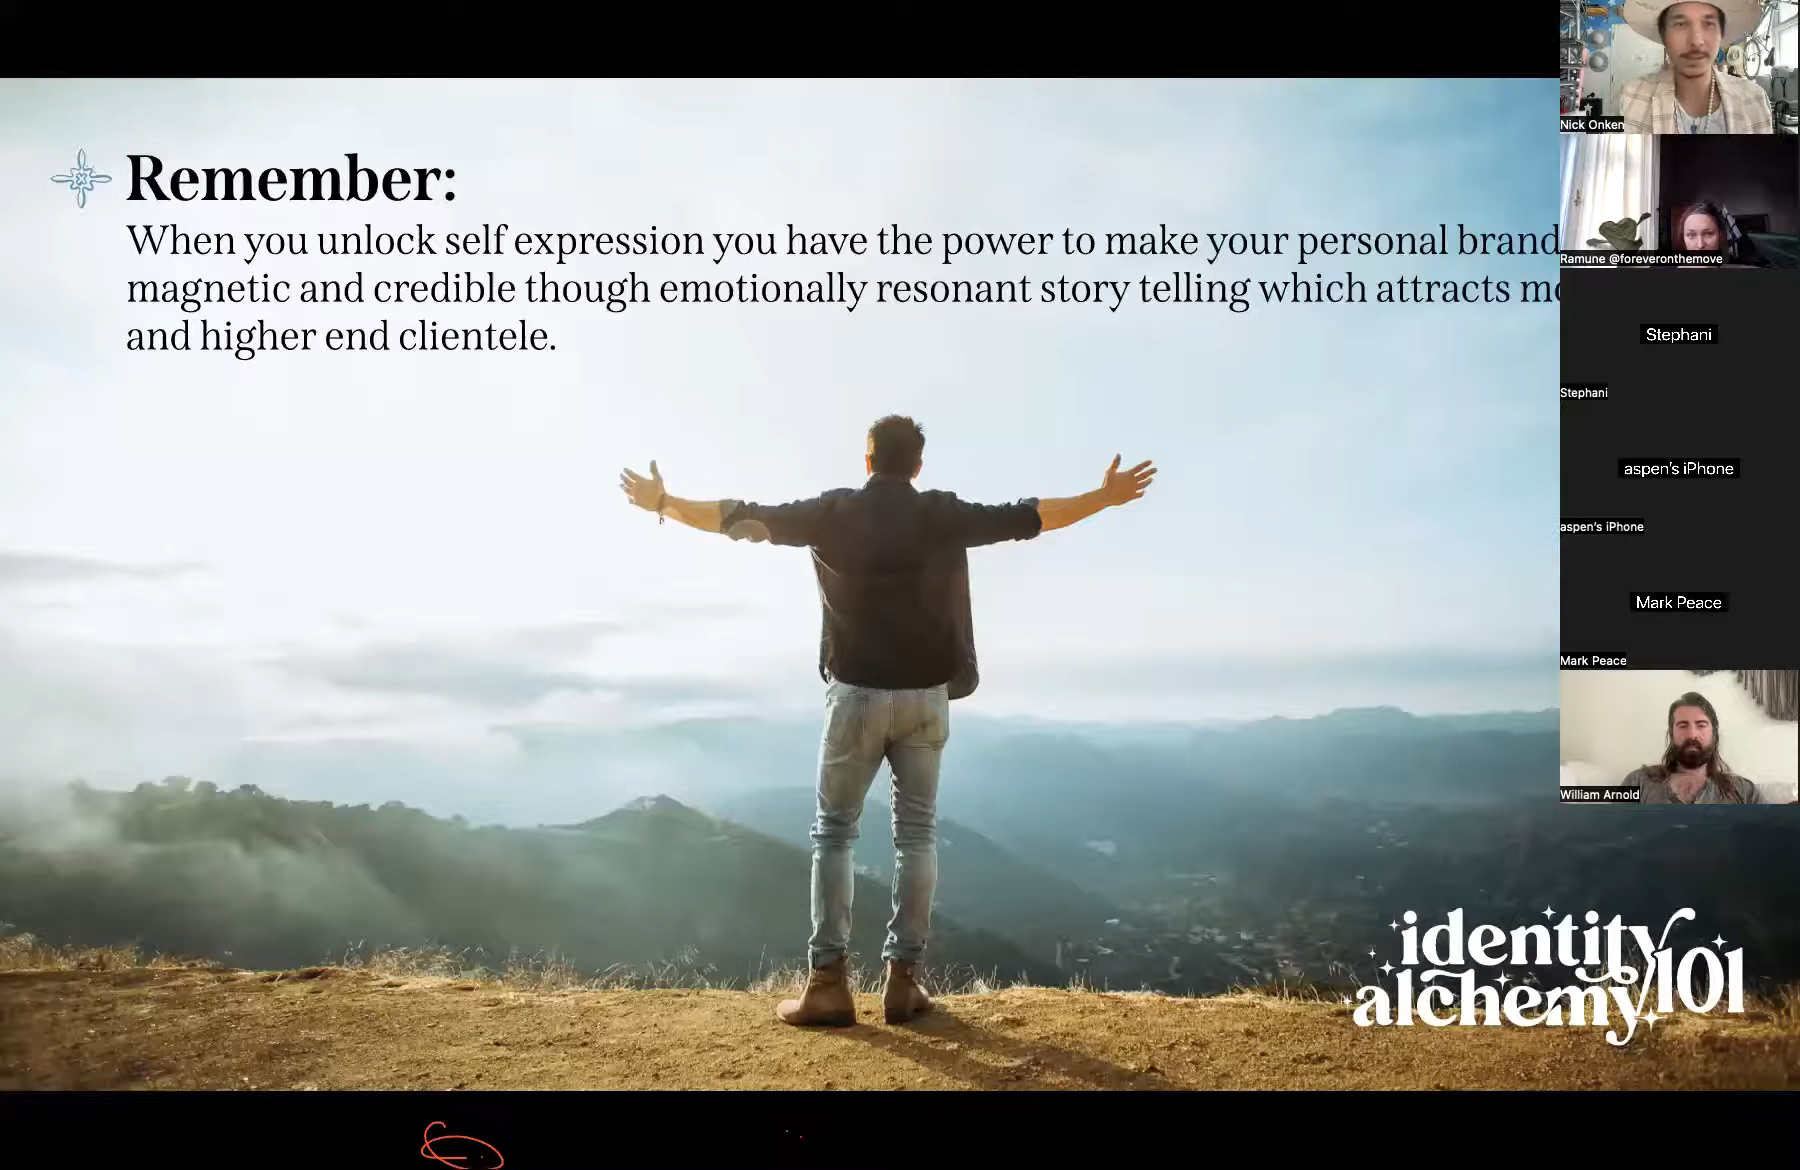 Remember:
When you unlock self expression you have the power to make your personal brand
magnetic and credible though emotionally resonant story telling which attracts
and higher end clientele.
Nick Onken
Ramune @foreveronthemove
Stephani
Stephani
aspen's iPhone
aspen's iPhone
Mark Peace
Mark Peace
William Arnold
identity
alchemy 101